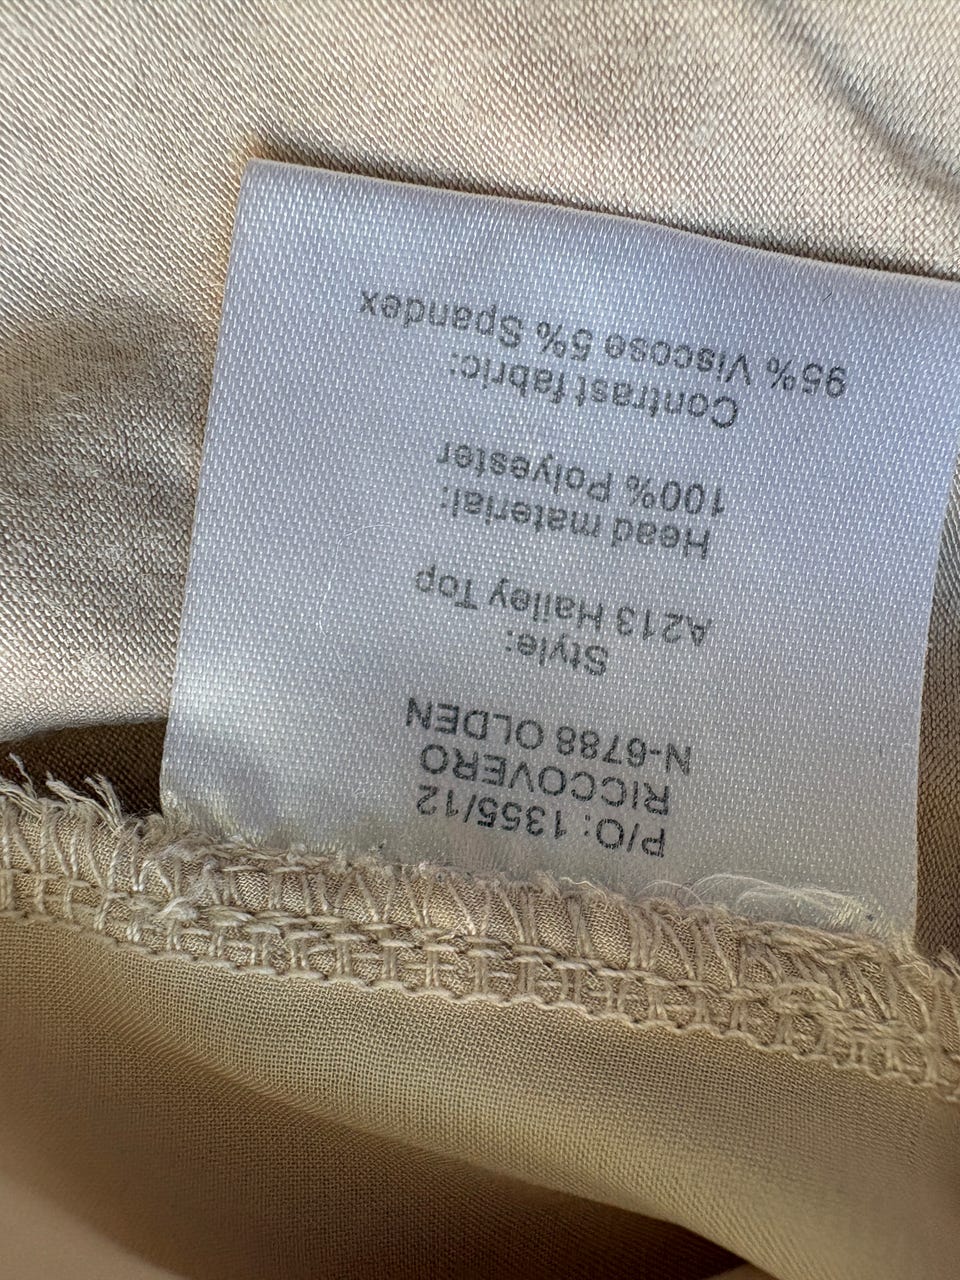 P/O: 1355/12
RICCOVERO
N-6788 OLDEN
Style:
A213 Hailey Top
Head material:
100% Polyester
Contrast fabric:
95% Viscose 5% Spandex